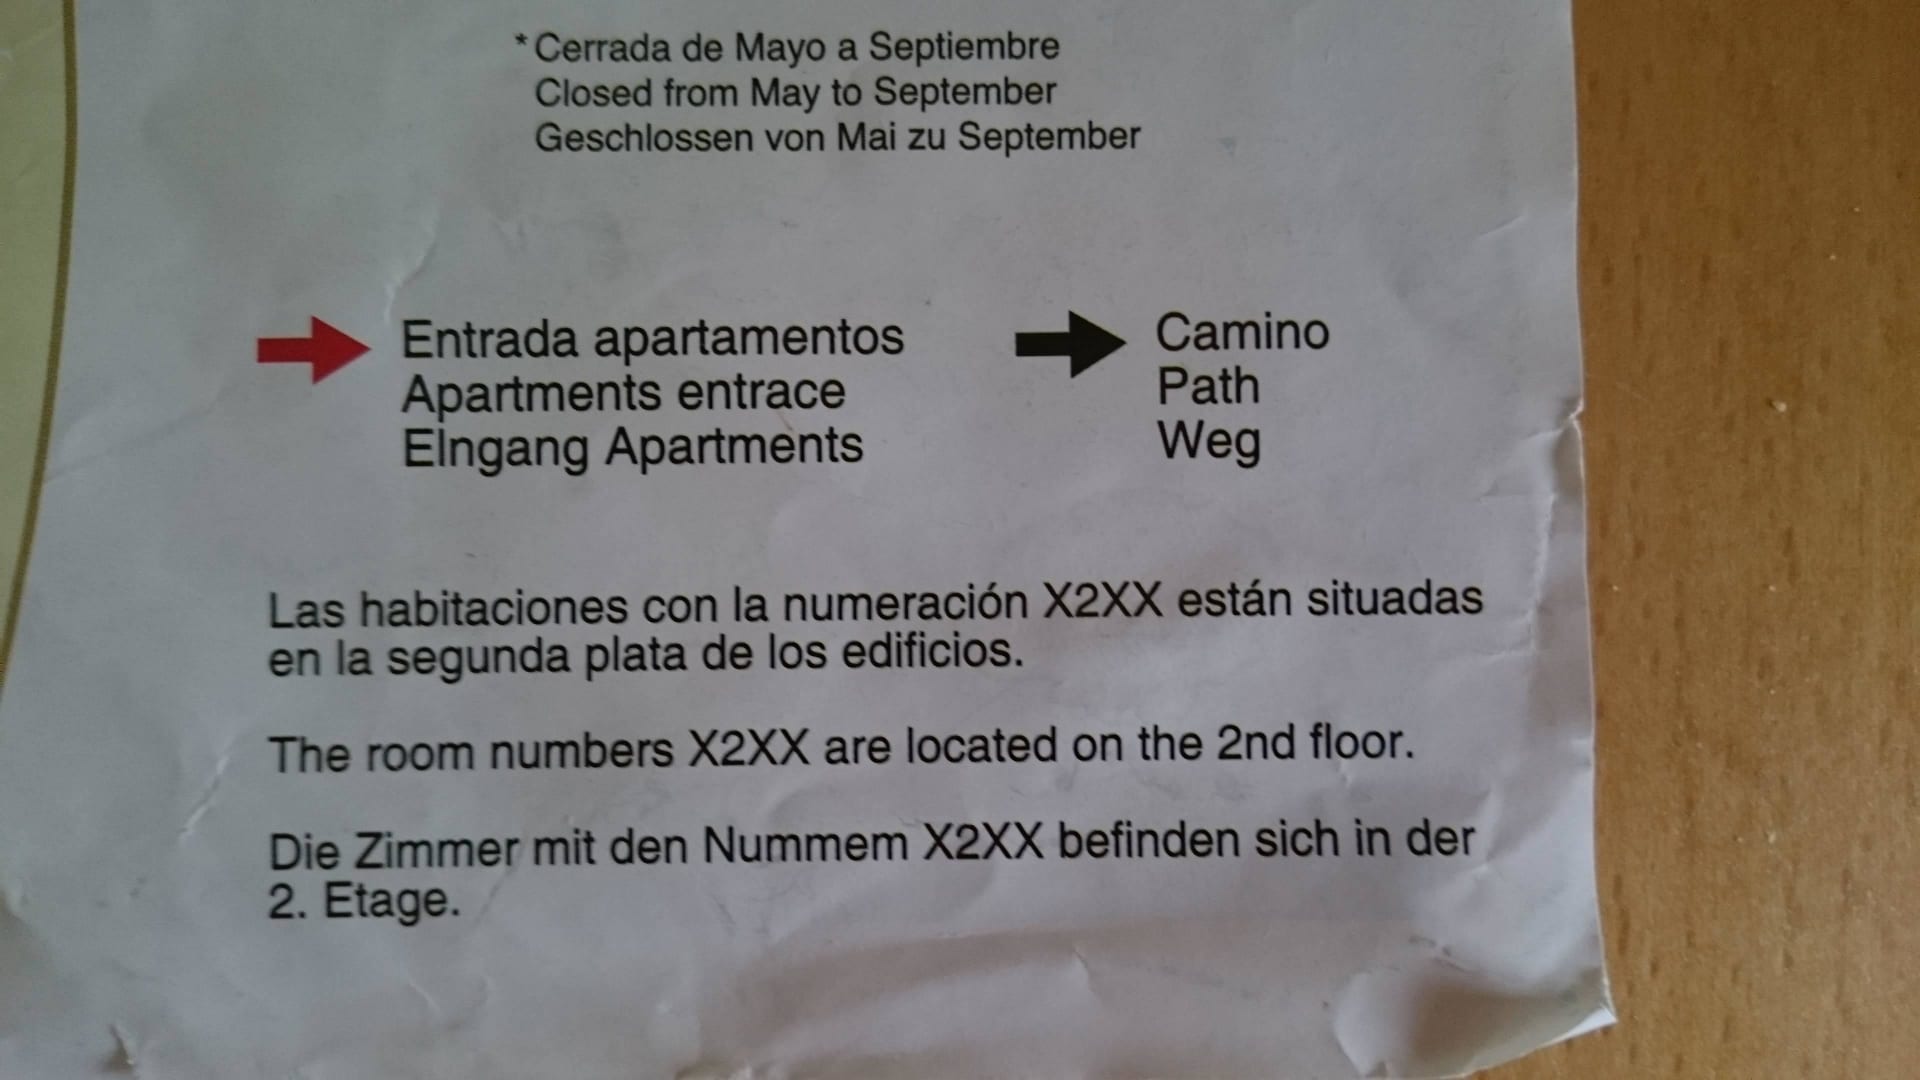 *Cerrada de Mayo a Septiembre
Closed from May to September
Geschlossen von Mai zu September
Entrada apartamentos
Apartments entrace
EIngang Apartments
Camino
Path
Weg
Las habitaciones con la numeración X2XX están situadas
en la segunda plata de los edificios.
The room numbers X2XX are located on the 2nd floor.
Die Zimmer mit den Nummem X2XX befinden sich in der
2. Etage.